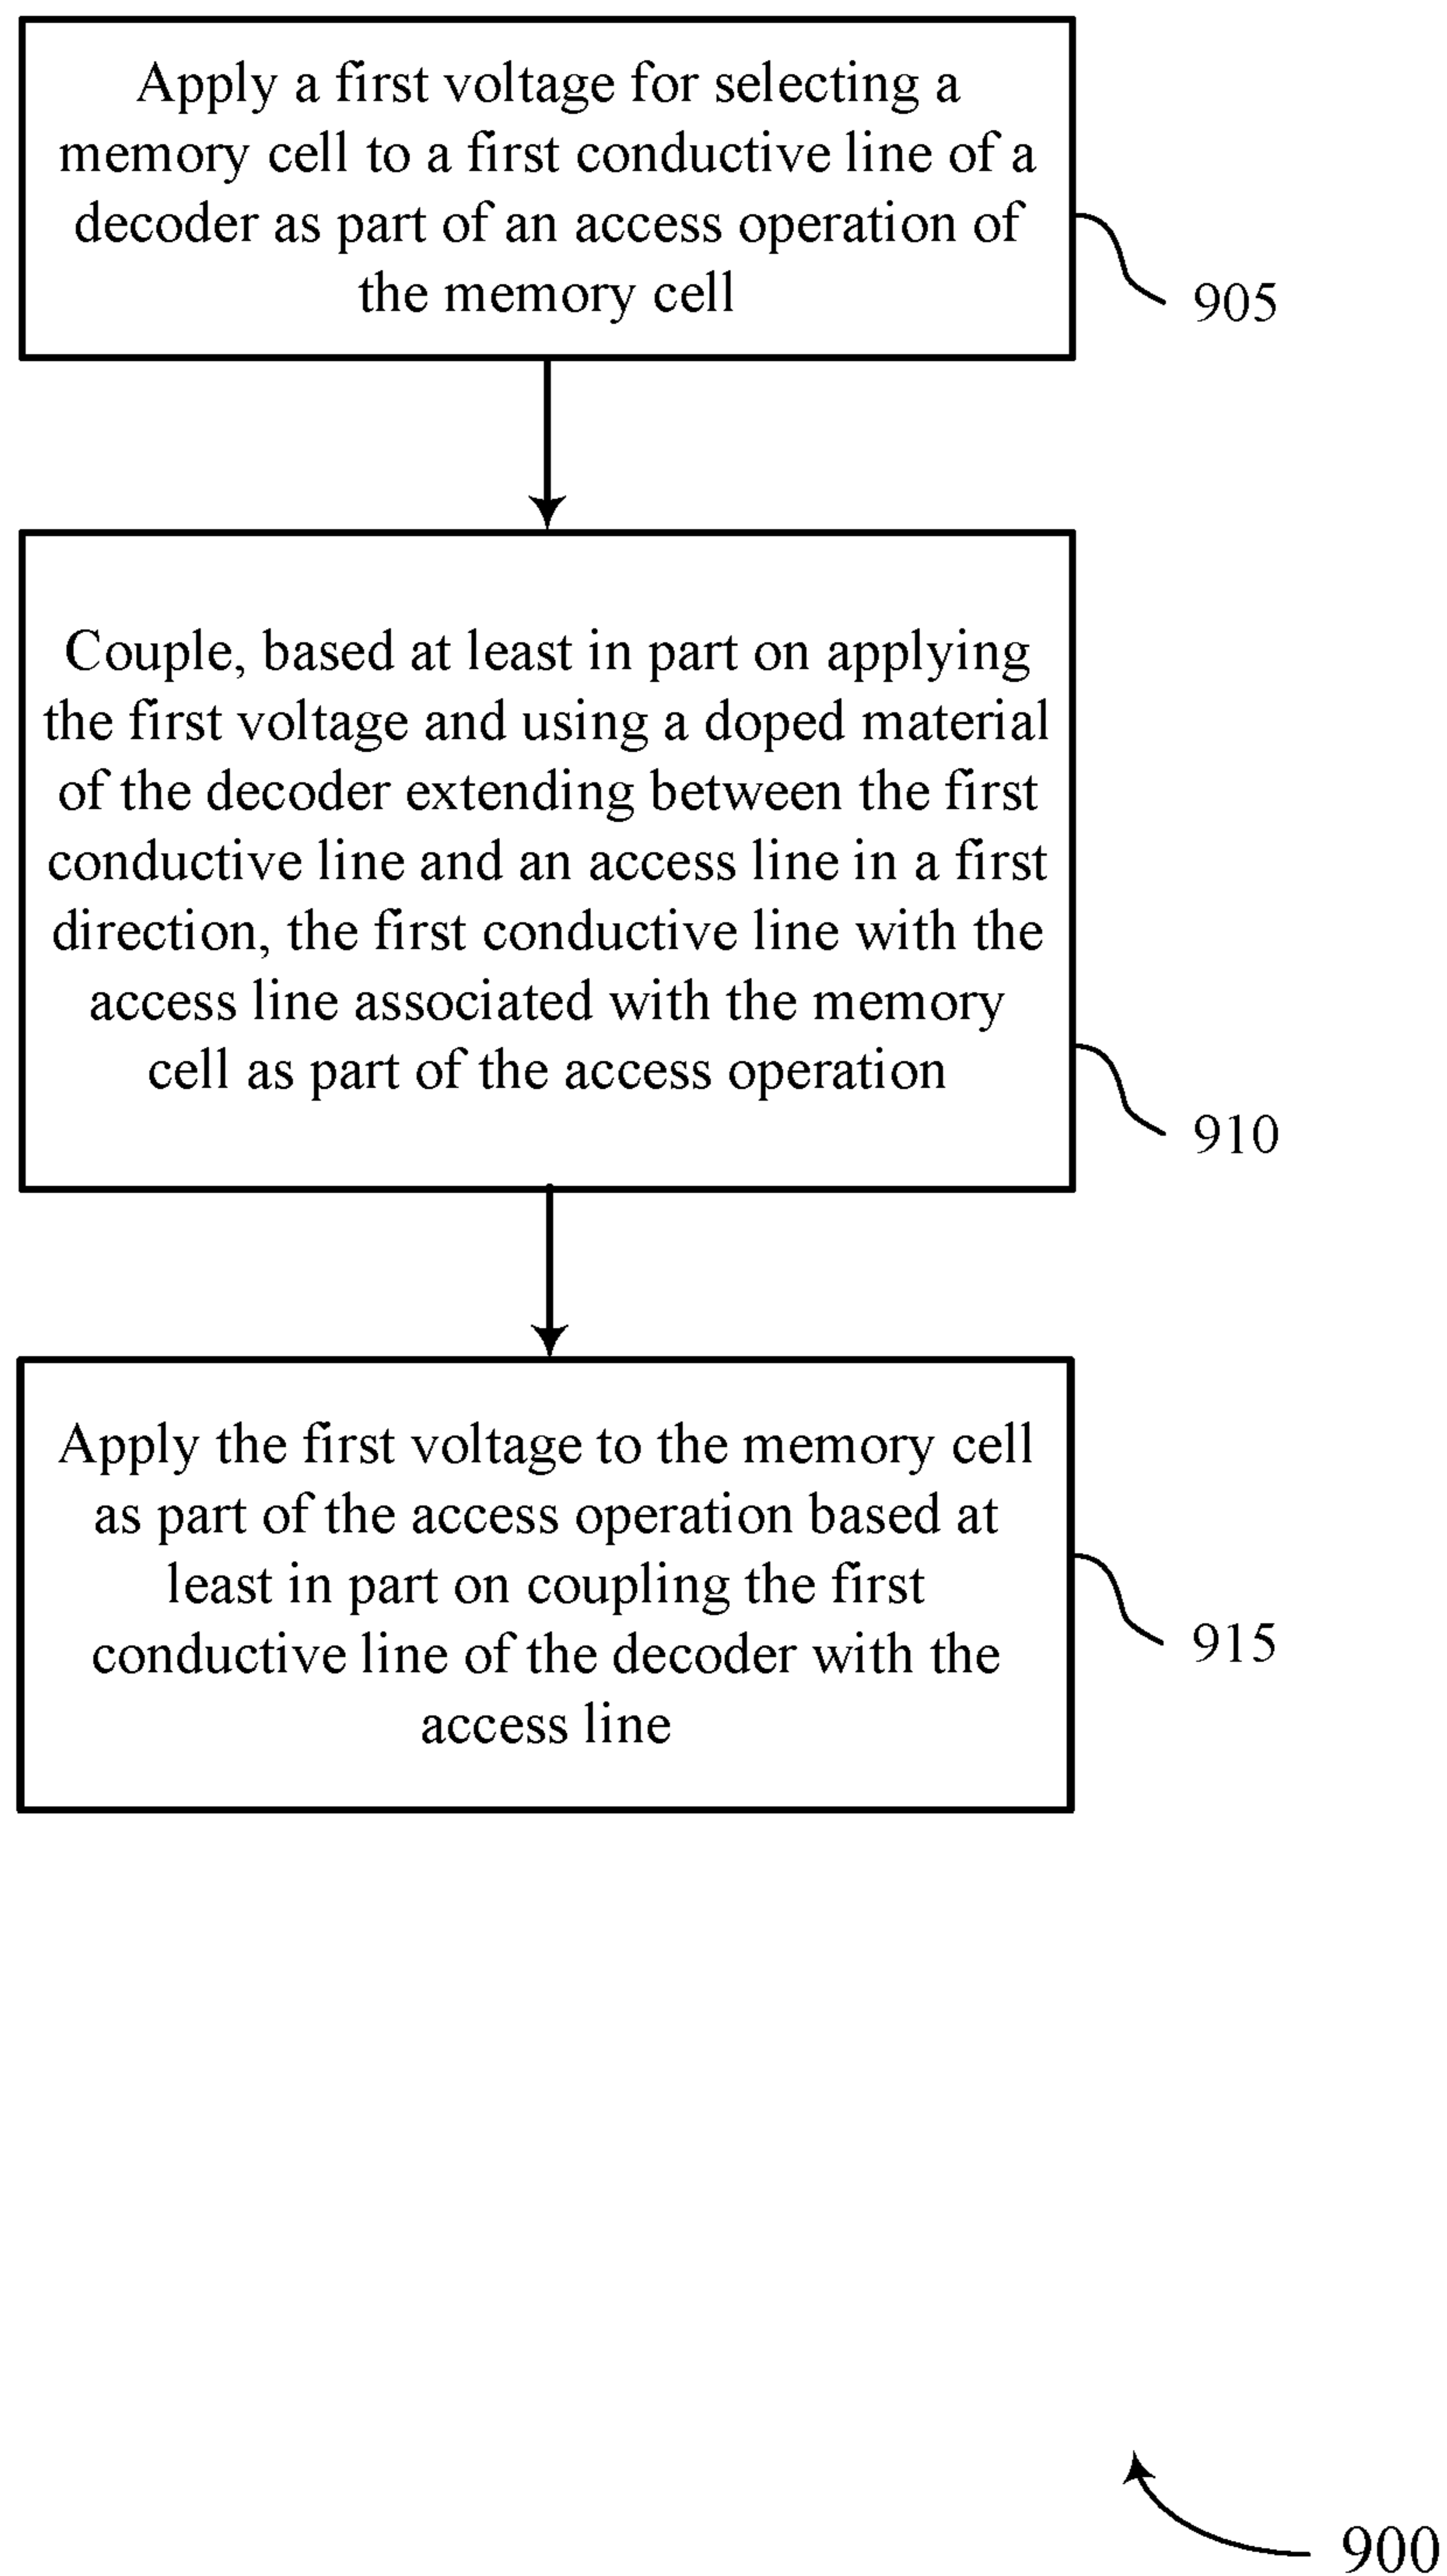 Apply a first voltage for selecting a
memory cell to a first conductive line of a
decoder as part of an access operation of
the memory cell
905
Couple, based at least in part on applying
the first voltage and using a doped material
of the decoder extending between the first
conductive line and an access line in a first
direction, the first conductive line with the
access line associated with the memory
cell as part of the access operation
910
Apply the first voltage to the memory cell
as part of the access operation based at
least in part on coupling the first
conductive line of the decoder with the
access line
915
900